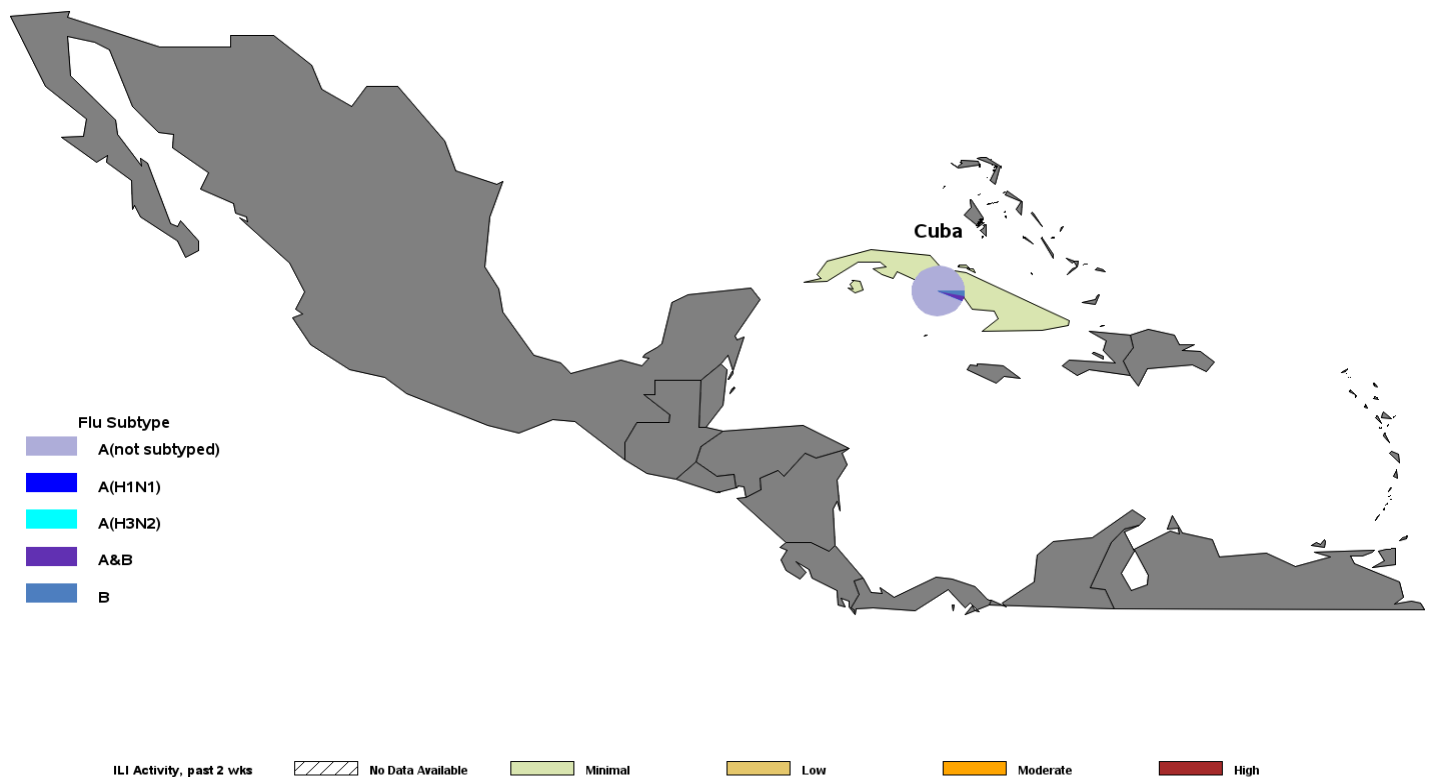 Cuba
Flu Subtype
A(not subtyped)
A(H1N1)
A(H3N2)
A&B
B
ILI Activity, past 2 wks No Data Available Minimal Low Moderate High